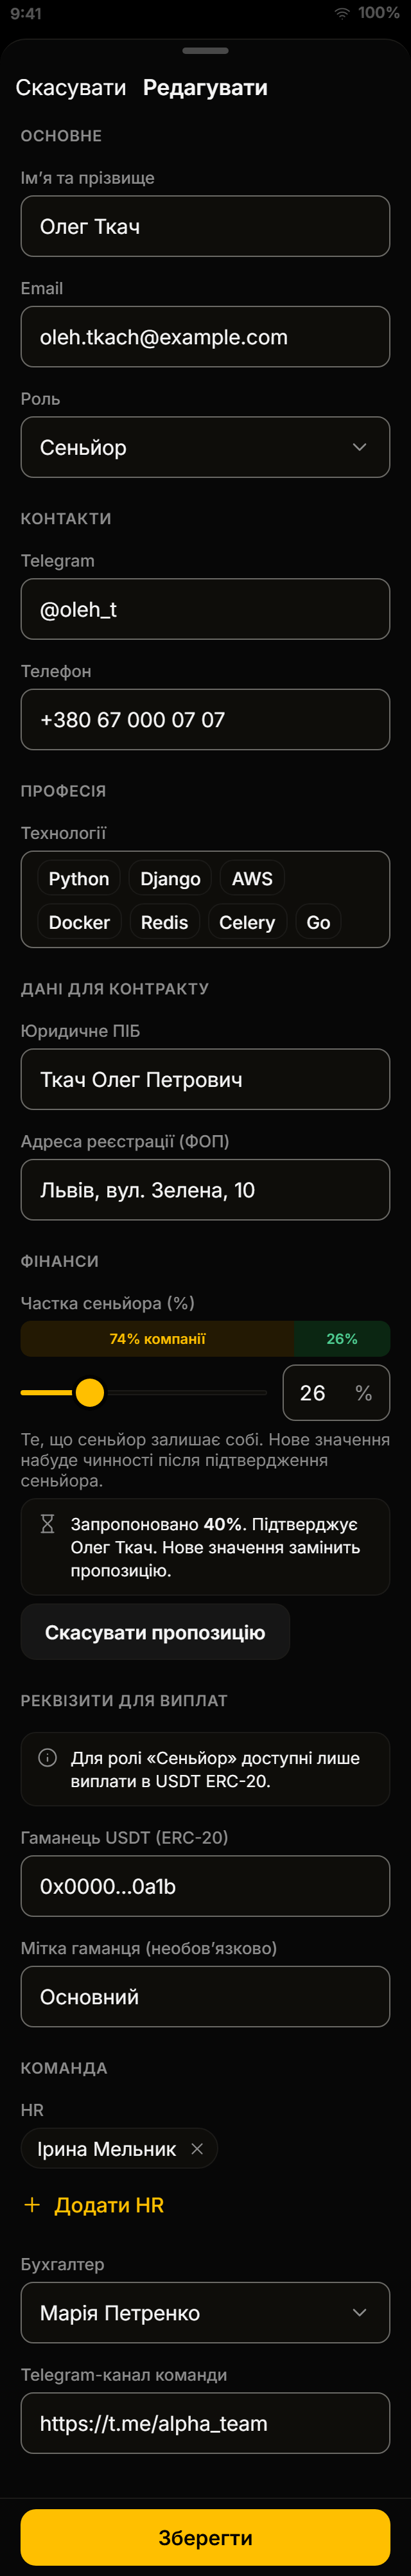 9:41
100%
Скасувати Редагувати
ОСНОВНЕ
Ім’я та прізвище
Олег Ткач
Email
oleh.tkach@example.com
Роль
Сеньйор
КОНТАКТИ
Telegram
@oleh_t
Телефон
+380 67 000 07 07
ПРОФЕСІЯ
Технології
Python Django AWS
Docker Redis Celery Go
ДАНІ ДЛЯ КОНТРАКТУ
Юридичне ПІБ
Ткач Олег Петрович
Адреса реєстрації (ФОП)
Львів, вул. Зелена, 10
ФІНАНСИ
Частка сеньйора (%)
74% компанії 26%
26 %
Те, що сеньйор залишає собі. Нове значення
набуде чинності після підтвердження
сеньйора.
Запропоновано 40%. Підтверджує
Олег Ткач. Нове значення замінить
пропозицію.
Скасувати пропозицію
РЕКВІЗИТИ ДЛЯ ВИПЛАТ
Для ролі «Сеньйор» доступні лише
виплати в USDT ERC-20.
Гаманець USDT (ERC-20)
0x0000...0a1b
Мітка гаманця (необов’язково)
Основний
КОМАНДА
HR
Ірина Мельник
Додати HR
Бухгалтер
Марія Петренко
Telegram-канал команди
https://t.me/alpha_team
Зберегти